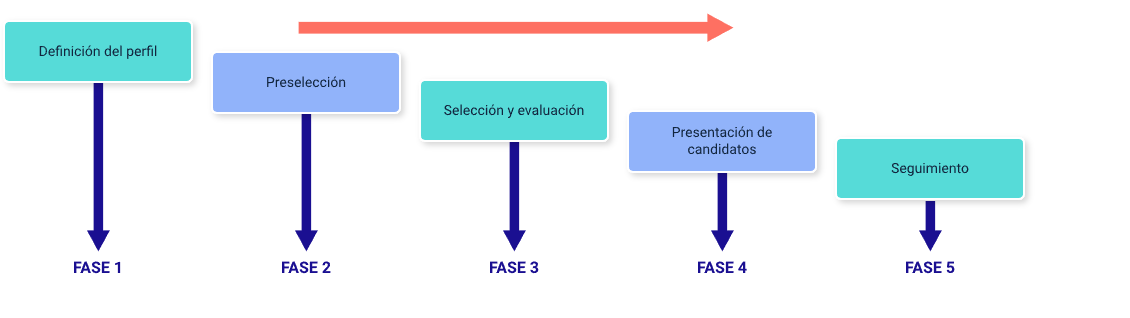 Definición del perfil
Preselección
Selección y evaluación
Presentación de
candidatos
Seguimiento
FASE 1
FASE 2
FASE 3
FASE 4
FASE 5